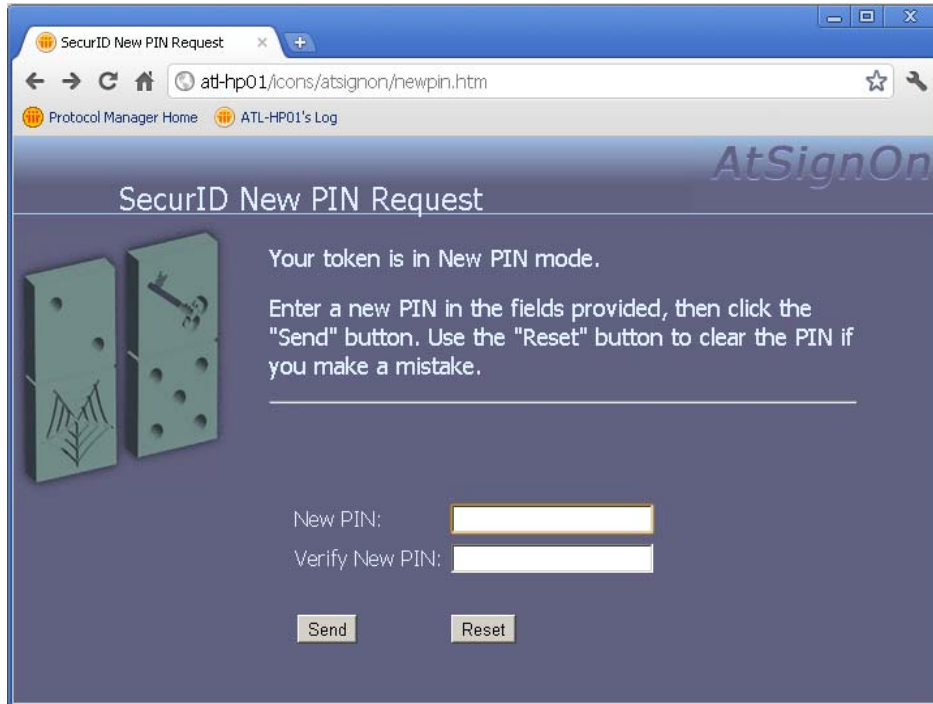 SecurID New PIN Request
atl-hp01/icons/atsignon/newpin.htm
Protocol Manager Home ATL-HP01's Log
AtSignOn
SecurID New PIN Request
Your token is in New PIN mode.
Enter a new PIN in the fields provided, then click the
"Send" button. Use the "Reset" button to clear the PIN if
you make a mistake.
New PIN:
Verify New PIN:
Send Reset